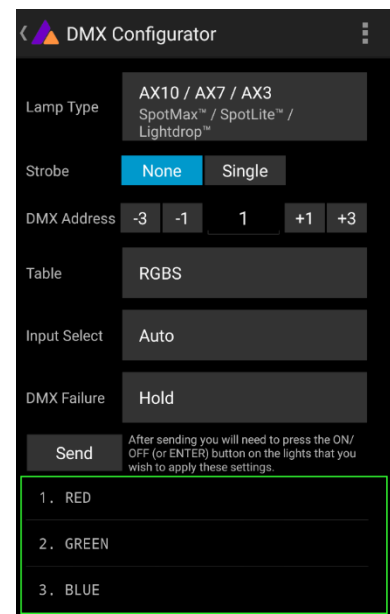 DMX Configurator
Lamp Type
AX10 / AX7 / AX3
SpotMax™ / SpotLite™ /
Lightdrop™
Strobe
None Single
DMX Address -3 -1 1 +1 +3
Table RGBS
Input Select Auto
DMX Failure Hold
Send
After sending you will need to press the ON/
OFF (or ENTER) button on the lights that you
wish to apply these settings.
1. RED
2. GREEN
3. BLUE